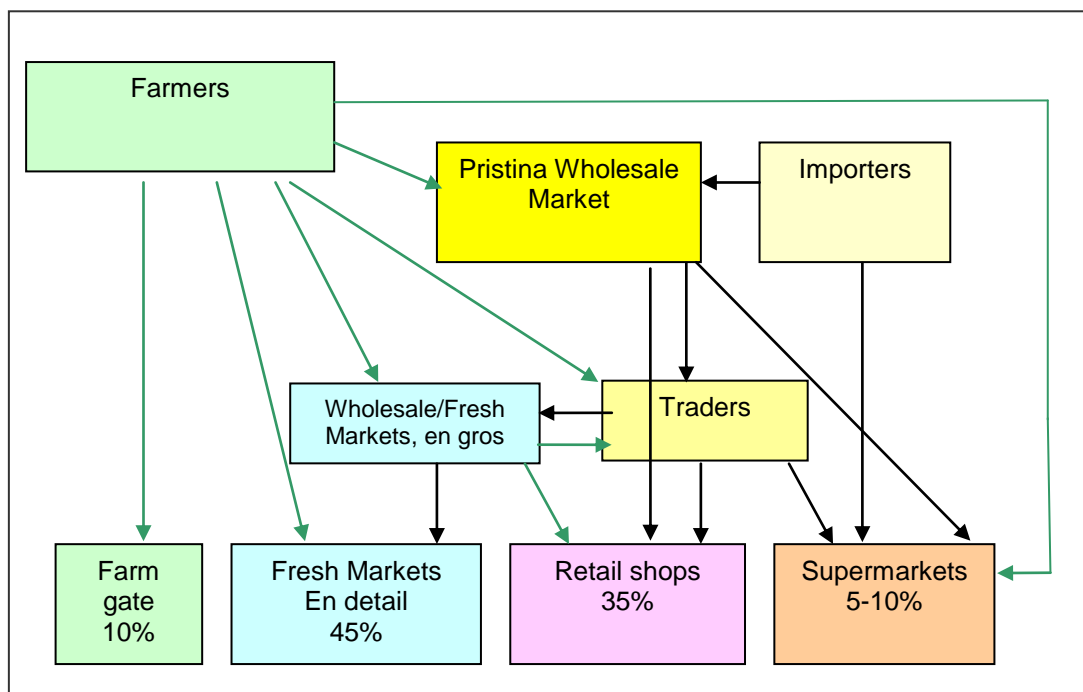 Farmers
Pristina Wholesale
Market
Importers
Wholesale/Fresh
Markets, en gros
Traders
Farm
gate
10%
Fresh Markets
En detail
45%
Retail shops
35%
Supermarkets
5-10%